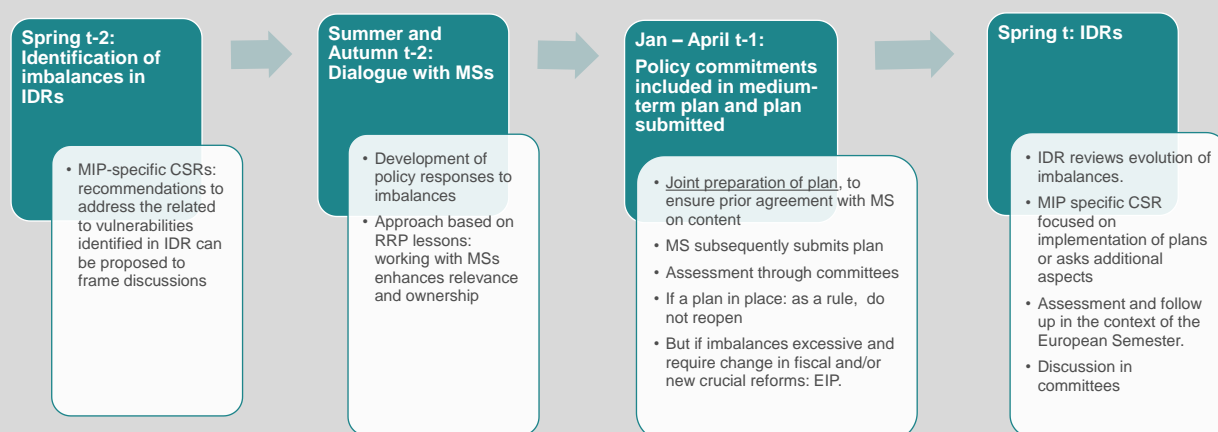 Spring t-2:
Identification of
imbalances in
IDRs
• MIP-specific CSRs:
recommendations to
address the related
to vulnerabilities
identified in IDR can
be proposed to
frame discussions
Summer and
Autumn t-2:
Dialogue with MSs
• Development of
policy responses to
imbalances
• Approach based on
RRP lessons:
working with MSs
enhances relevance
and ownership
Jan – April t-1:
Policy commitments
included in medium-
term plan and plan
submitted
• Joint preparation of plan, to
ensure prior agreement with MS
on content
• MS subsequently submits plan
• Assessment through committees
• If a plan in place: as a rule, do
not reopen
• But if imbalances excessive and
require change in fiscal and/or
new crucial reforms: EIP.
Spring t: IDRs
• IDR reviews evolution of
imbalances.
• MIP specific CSR
focused on
implementation of plans
or asks additional
aspects
• Assessment and follow
up in the context of the
European Semester.
• Discussion in
committees